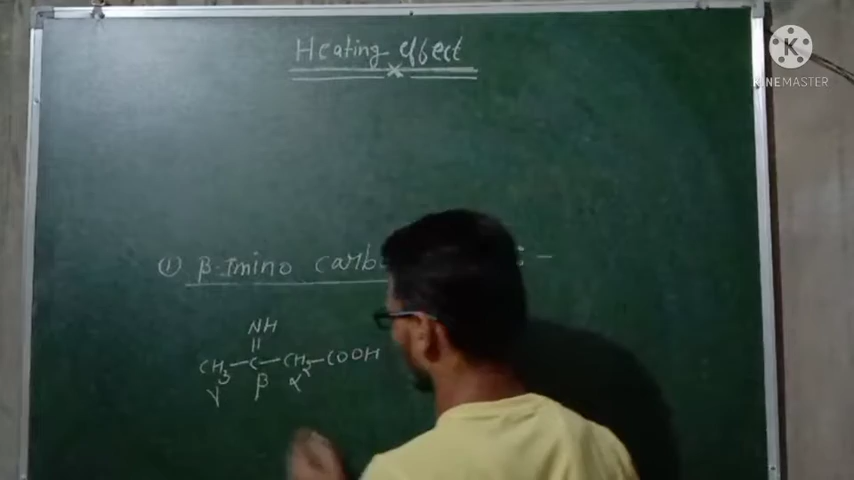 Heating effect
K
KINEMASTER
① β-Imino carb
NH
||
CH₃—C—CH₂—COOH
γ β α